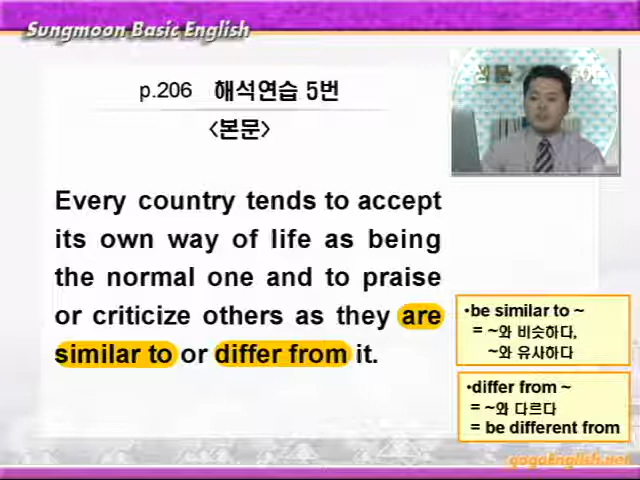 Sungmoon Basic English
p.206 해석연습 5번
<본문>
Every country tends to accept
its own way of life as being
the normal one and to praise
or criticize others as they are
similar to or differ from it.
•be similar to ~
= ~와 비슷하다,
~와 유사하다
•differ from ~
= ~와 다르다
= be different from
gogoEnglish.net